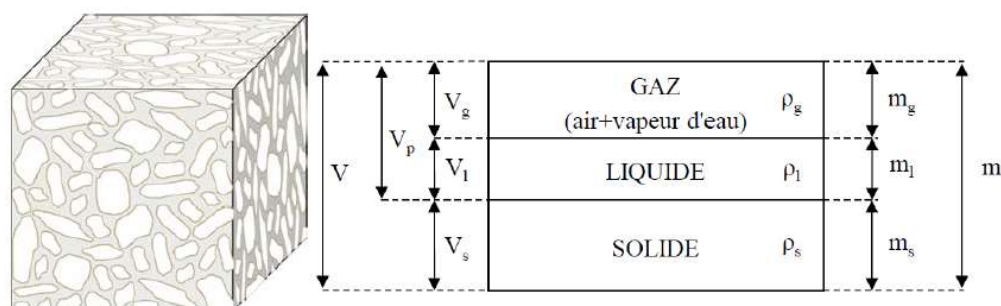 V
V_p
V_g
V_l
V_s
GAZ
(air+vapeur d'eau)
ρ_g
LIQUIDE
ρ_l
SOLIDE
ρ_s
m_g
m_l
m_s
m